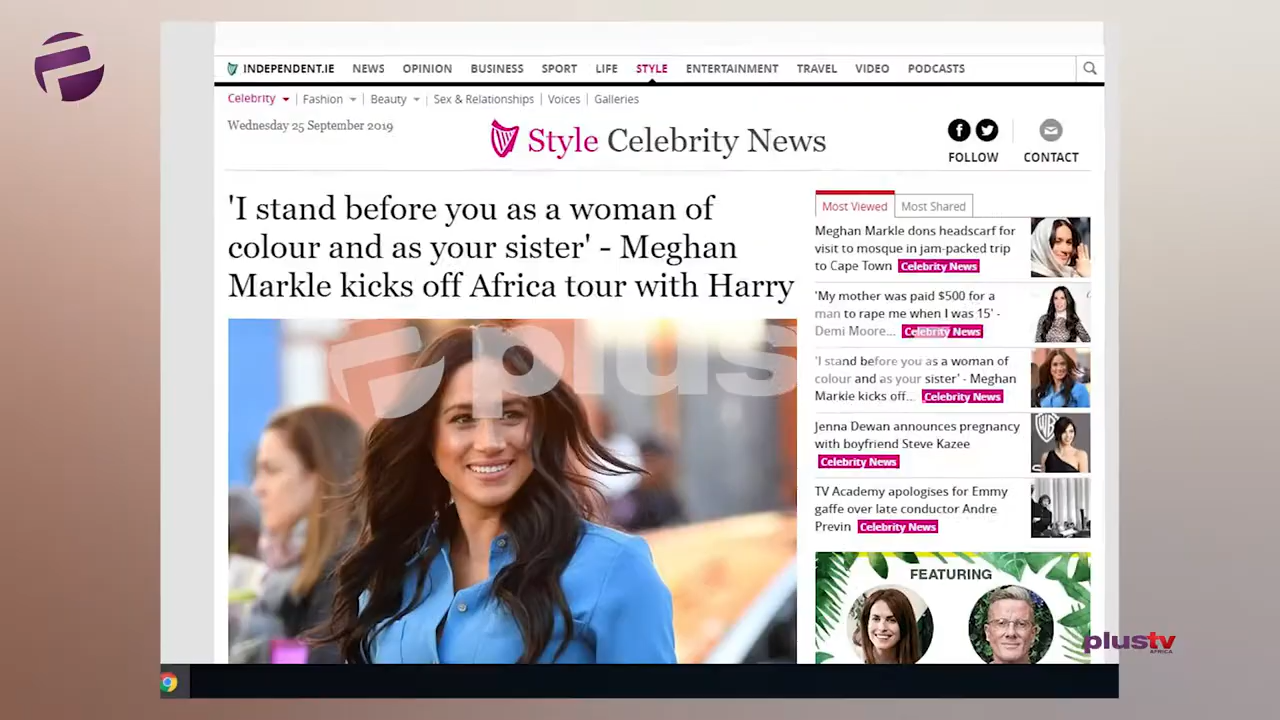 INDEPENDENT.IE NEWS OPINION BUSINESS SPORT LIFE STYLE ENTERTAINMENT TRAVEL VIDEO PODCASTS
Celebrity Fashion Beauty Sex & Relationships Voices Galleries
Wednesday 25 September 2019
Style Celebrity News
FOLLOW CONTACT
'I stand before you as a woman of
colour and as your sister' - Meghan
Markle kicks off Africa tour with Harry
plus
Most Viewed Most Shared
Meghan Markle dons headscarf for
visit to mosque in jam-packed trip
to Cape Town Celebrity News
'My mother was paid $500 for a
man to rape me when I was 15' -
Demi Moore... Celebrity News
'I stand before you as a woman of
colour and as your sister' - Meghan
Markle kicks off... Celebrity News
Jenna Dewan announces pregnancy
with boyfriend Steve Kazee
Celebrity News
TV Academy apologises for Emmy
gaffe over late conductor Andre
Previn Celebrity News
FEATURING
plustv
AFRICA